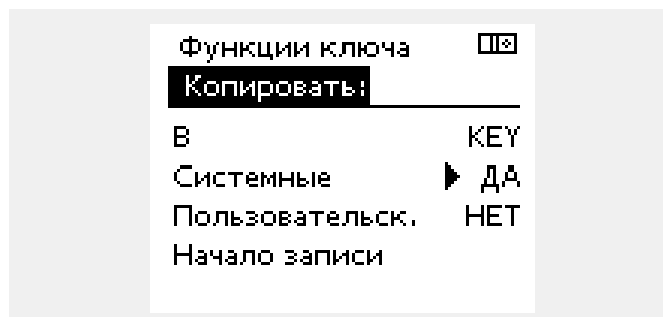 Функции ключа
Копировать:
В KEY
Системные ДА
Пользовательск. НЕТ
Начало записи